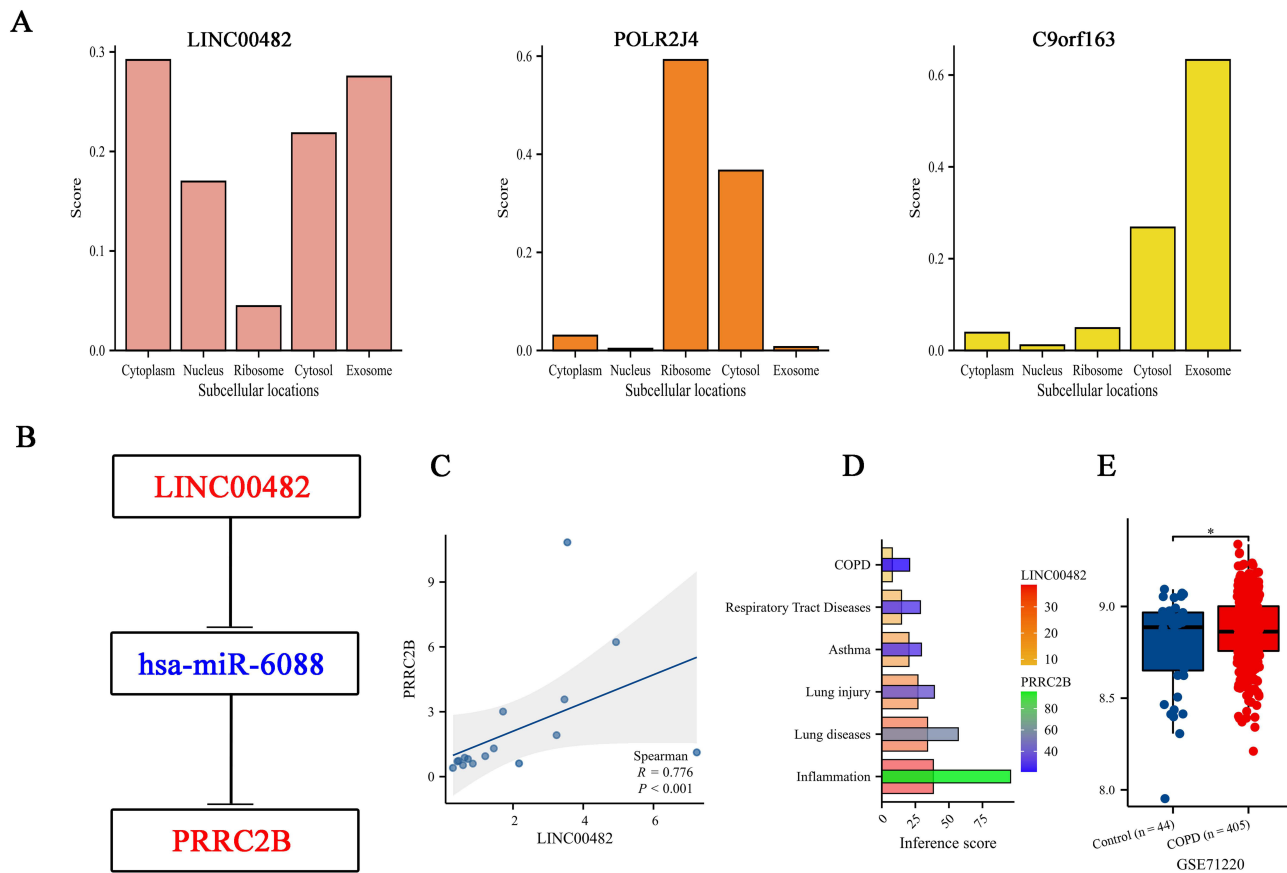 A
LINC00482
Score
0.3
0.2
0.1
0.0
Cytoplasm Nucleus Ribosome Cytosol Exosome
Subcellular locations
POLR2J4
Score
0.6
0.4
0.2
0.0
Cytoplasm Nucleus Ribosome Cytosol Exosome
Subcellular locations
C9orf163
Score
0.6
0.4
0.2
0.0
Cytoplasm Nucleus Ribosome Cytosol Exosome
Subcellular locations
B
LINC00482
hsa-miR-6088
PRRC2B
C
PRRC2B
9
6
3
0
Spearman
R = 0.776
P < 0.001
2 4 6
LINC00482
D
COPD
Respiratory Tract Diseases
Asthma
Lung injury
Lung diseases
Inflammation
0 25 50 75
Inference score
LINC00482
30
20
10
PRRC2B
80
60
40
E
*
9.0
8.5
8.0
Control (n = 44)
COPD (n = 405)
GSE71220